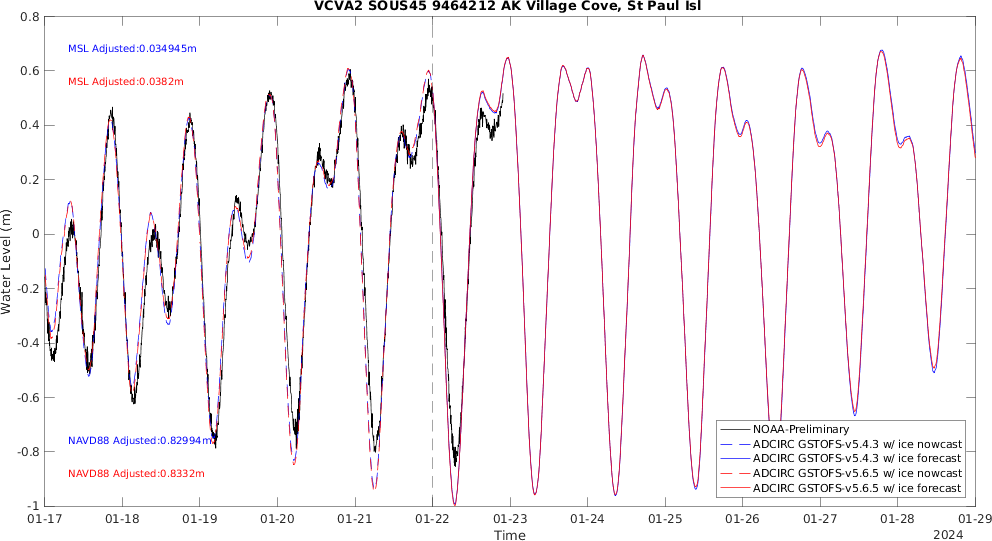 VCVA2 SOUS45 9464212 AK Village Cove, St Paul Isl
0.8
0.6
0.4
0.2
0
-0.2
-0.4
-0.6
-0.8
-1
Water Level (m)
MSL Adjusted:0.034945m
MSL Adjusted:0.0382m
NAVD88 Adjusted:0.82994m
NAVD88 Adjusted:0.8332m
NOAA-Preliminary
ADCIRC GSTOFS-v5.4.3 w/ ice nowcast
ADCIRC GSTOFS-v5.4.3 w/ ice forecast
ADCIRC GSTOFS-v5.6.5 w/ ice nowcast
ADCIRC GSTOFS-v5.6.5 w/ ice forecast
01-17 01-18 01-19 01-20 01-21 01-22 01-23 01-24 01-25 01-26 01-27 01-28 01-29
Time
2024